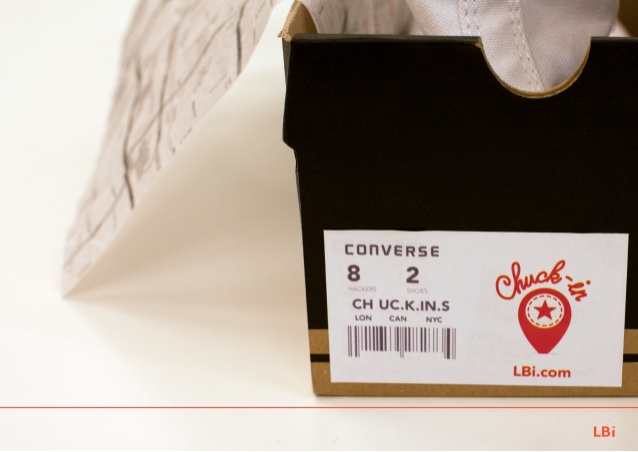 CONVERSE
8 2
HACKERS SHOES
CH UC.K.IN.S
LON CAN NYC
Chuck-in
LBi.com
LBi